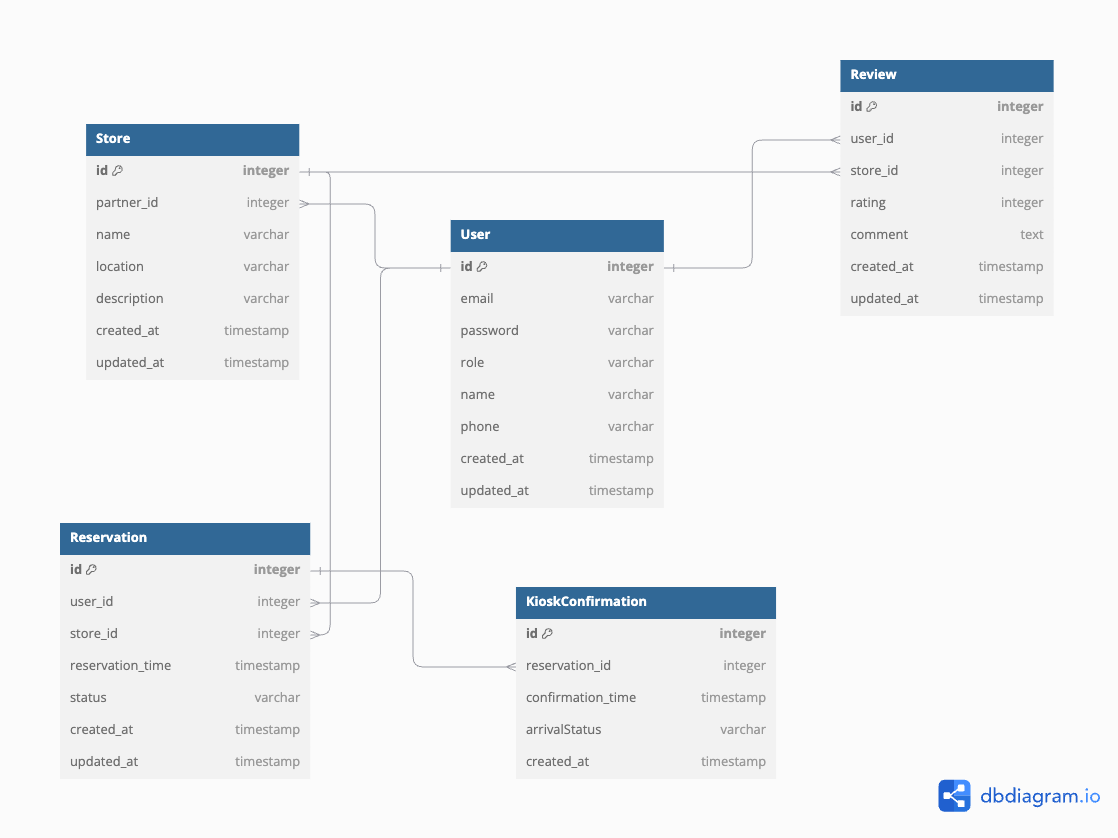 Review
id integer
user_id integer
store_id integer
rating integer
comment text
created_at timestamp
updated_at timestamp
Store
id integer
partner_id integer
name varchar
location varchar
description varchar
created_at timestamp
updated_at timestamp
User
id integer
email varchar
password varchar
role varchar
name varchar
phone varchar
created_at timestamp
updated_at timestamp
Reservation
id integer
user_id integer
store_id integer
reservation_time timestamp
status varchar
created_at timestamp
updated_at timestamp
KioskConfirmation
id integer
reservation_id integer
confirmation_time timestamp
arrivalStatus varchar
created_at timestamp
dbdiagram.io